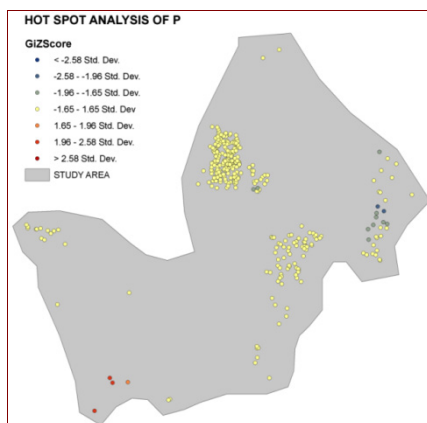 HOT SPOT ANALYSIS OF P
GiZScore
< -2.58 Std. Dev.
-2.58 - -1.96 Std. Dev.
-1.96 - -1.65 Std. Dev.
-1.65 - 1.65 Std. Dev
1.65 - 1.96 Std. Dev.
1.96 - 2.58 Std. Dev.
> 2.58 Std. Dev.
STUDY AREA